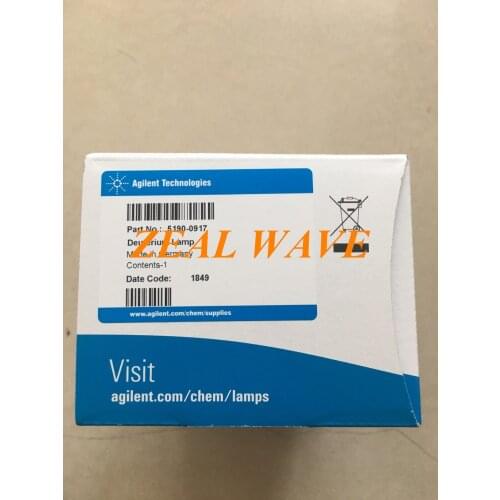 Agilent Technologies
Part No.: 5190-0917
Deuterium Lamp
ZEAL WAVE
Made in Germany
Contents-1
Date Code: 1849
www.agilent.com/chem/supplies
Visit
agilent.com/chem/lamps